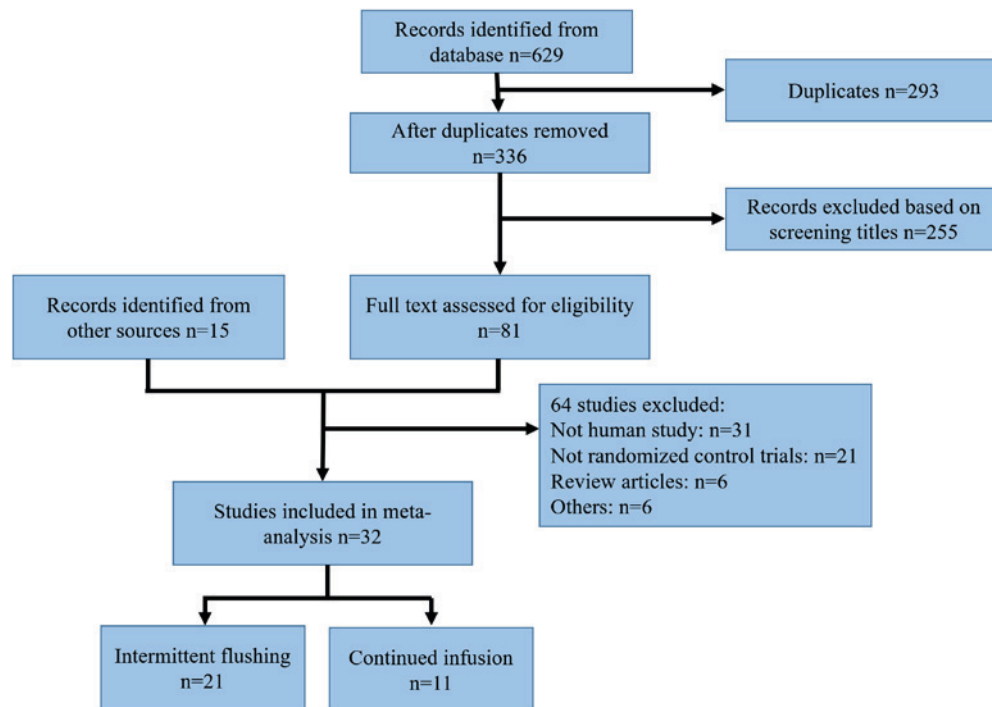 Records identified from
database n=629
Duplicates n=293
After duplicates removed
n=336
Records excluded based on
screening titles n=255
Records identified from
other sources n=15
Full text assessed for eligibility
n=81
64 studies excluded:
Not human study: n=31
Not randomized control trials: n=21
Review articles: n=6
Others: n=6
Studies included in meta-
analysis n=32
Intermittent flushing
n=21
Continued infusion
n=11